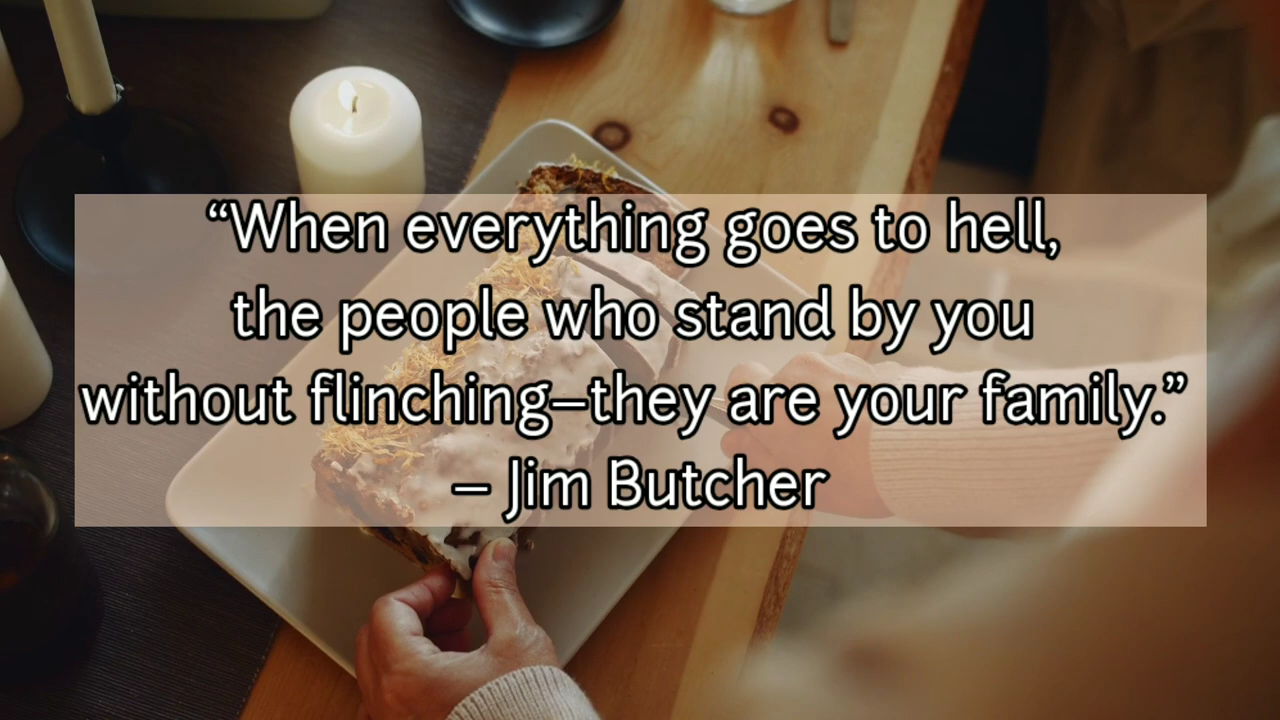 “When everything goes to hell,
the people who stand by you
without flinching–they are your family.”
– Jim Butcher